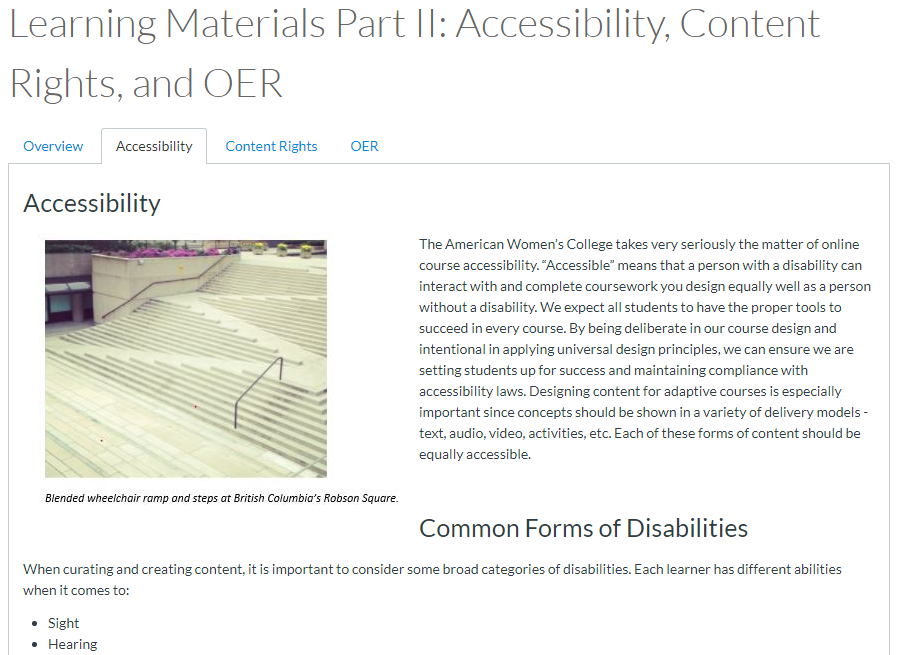 Learning Materials Part II: Accessibility, Content
Rights, and OER
Overview Accessibility Content Rights OER
Accessibility
The American Women's College takes very seriously the matter of online
course accessibility. “Accessible” means that a person with a disability can
interact with and complete coursework you design equally well as a person
without a disability. We expect all students to have the proper tools to
succeed in every course. By being deliberate in our course design and
intentional in applying universal design principles, we can ensure we are
setting students up for success and maintaining compliance with
accessibility laws. Designing content for adaptive courses is especially
important since concepts should be shown in a variety of delivery models -
text, audio, video, activities, etc. Each of these forms of content should be
equally accessible.
Blended wheelchair ramp and steps at British Columbia's Robson Square.
Common Forms of Disabilities
When curating and creating content, it is important to consider some broad categories of disabilities. Each learner has different abilities
when it comes to:
• Sight
• Hearing